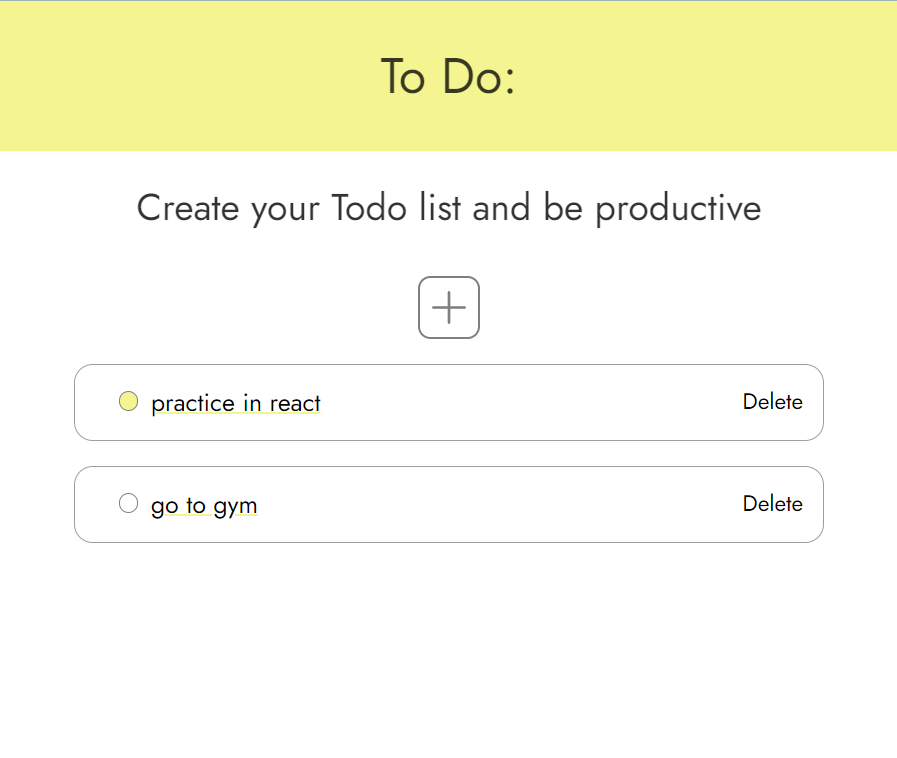 To Do:
Create your Todo list and be productive
practice in react Delete
go to gym Delete